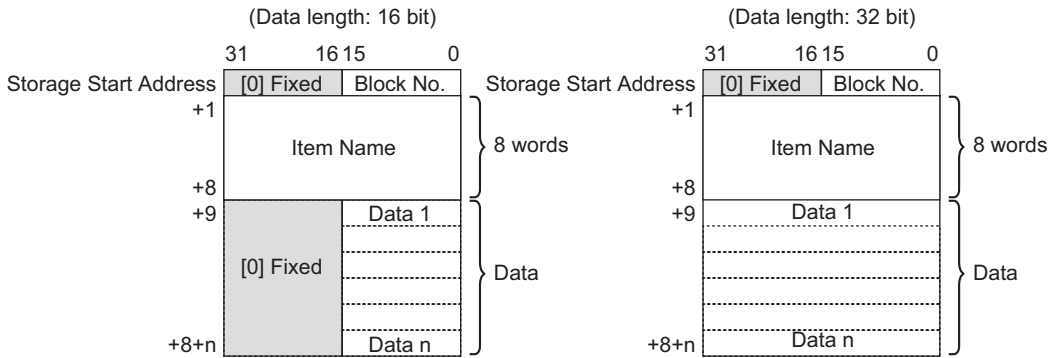 (Data length: 16 bit)
31 16 15 0
Storage Start Address [0] Fixed Block No.
+1
Item Name
8 words
+8
+9 Data 1
[0] Fixed
Data
+8+n Data n
(Data length: 32 bit)
31 16 15 0
Storage Start Address [0] Fixed Block No.
+1
Item Name
8 words
+8
+9 Data 1
Data
+8+n Data n